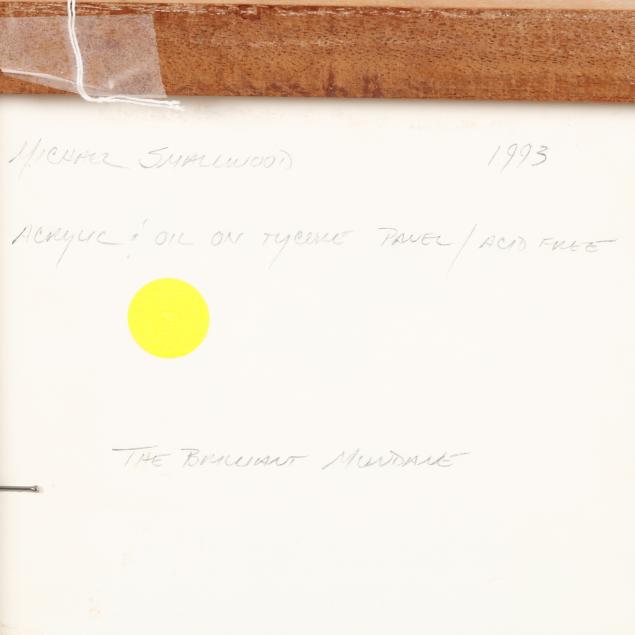 Michael Smallwood 1993
Acrylic & oil on Tycore Panel / acid free
The Brilliant Mundane